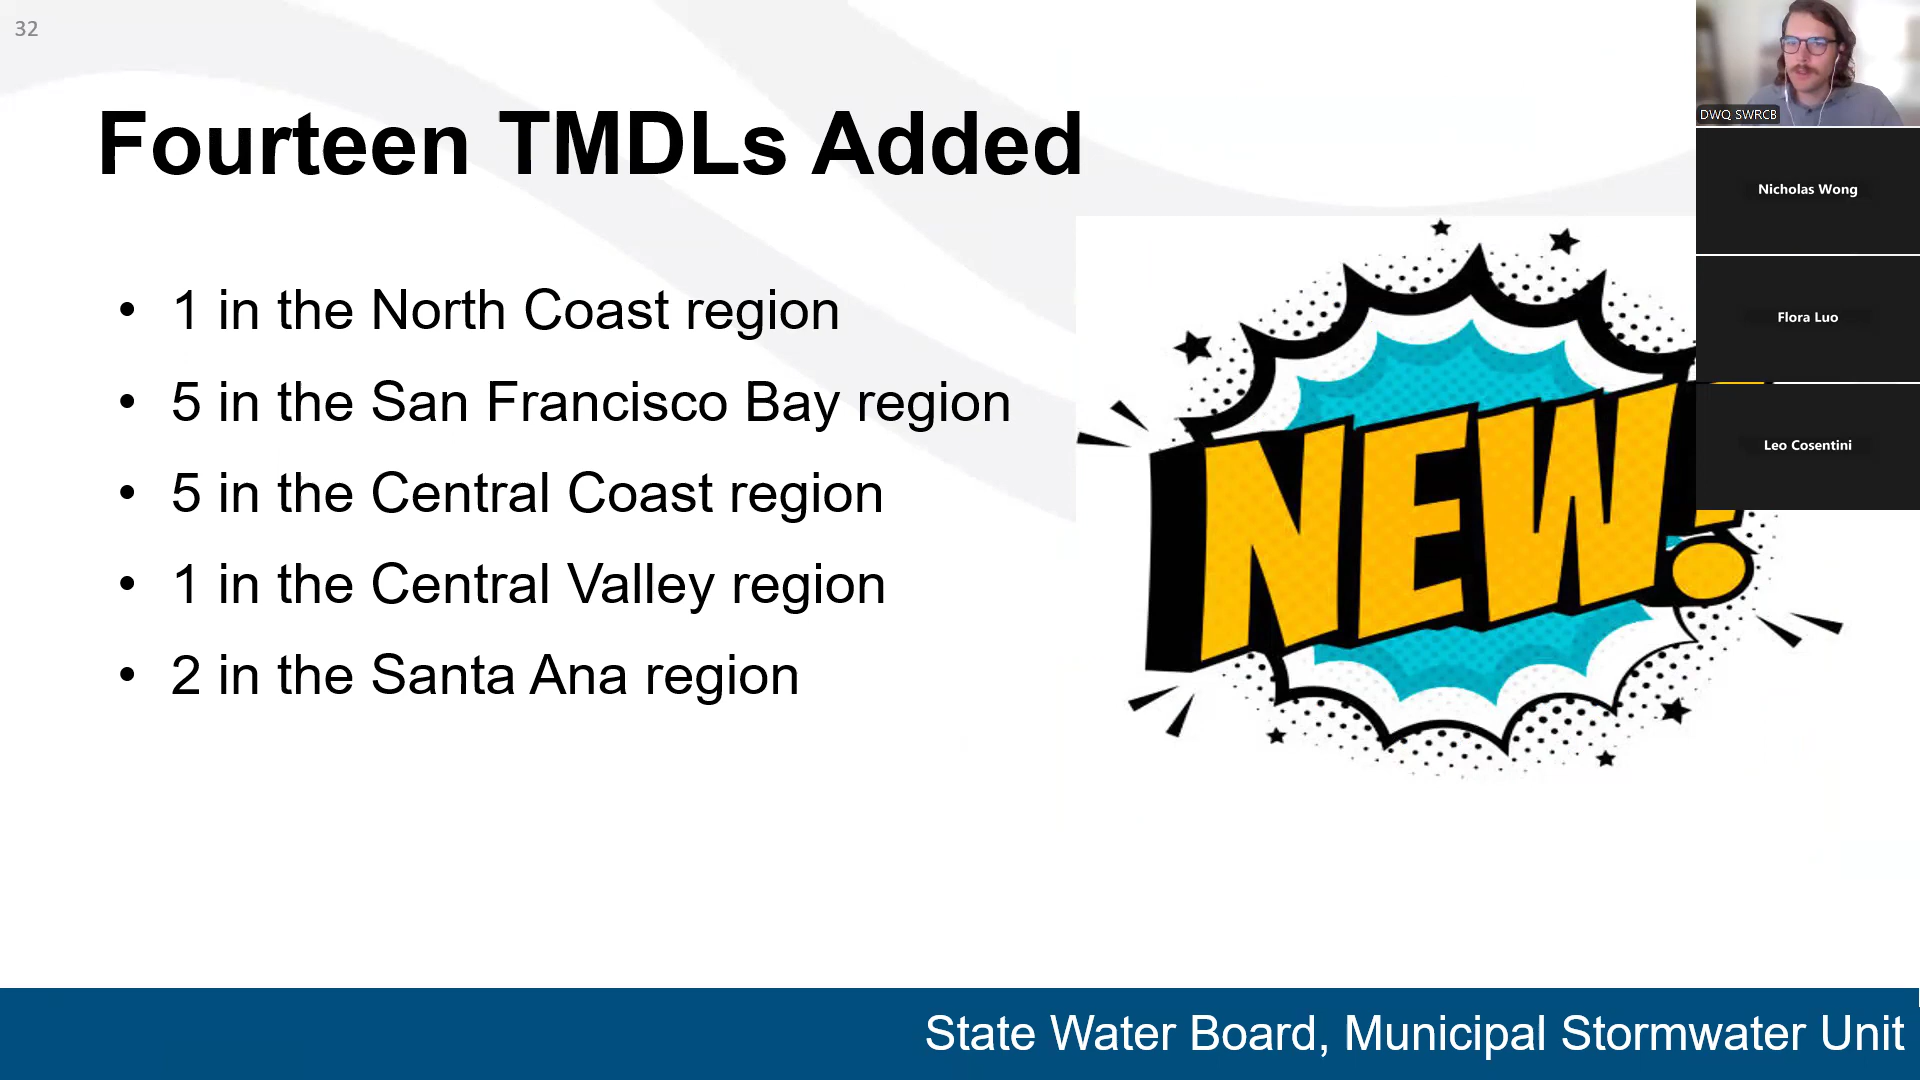 32
Fourteen TMDLs Added
• 1 in the North Coast region
• 5 in the San Francisco Bay region
• 5 in the Central Coast region
• 1 in the Central Valley region
• 2 in the Santa Ana region
NEW!
DWQ SWRCB
Nicholas Wong
Flora Luo
Leo Cosentini
State Water Board, Municipal Stormwater Unit